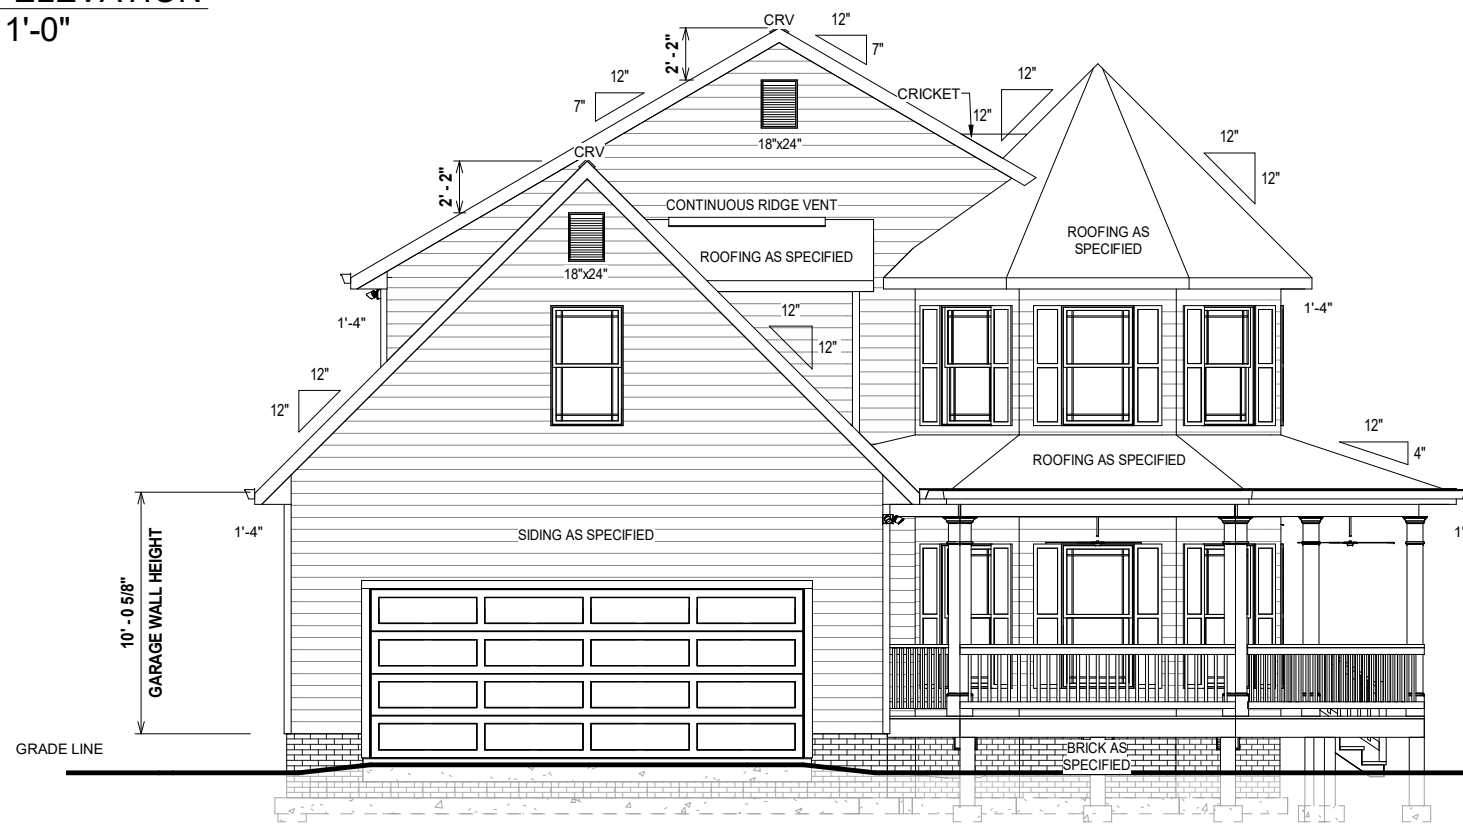 ELEVATION
1'-0"
CRV
12"
7"
2' - 2"
12"
7"
CRICKET
12"
12"
18"x24"
CRV
2' - 2"
12"
12"
CONTINUOUS RIDGE VENT
ROOFING AS
SPECIFIED
ROOFING AS SPECIFIED
18"x24"
1'-4"
12"
12"
1'-4"
12"
12"
12"
4"
ROOFING AS SPECIFIED
1'-4"
SIDING AS SPECIFIED
10' - 0 5/8"
GARAGE WALL HEIGHT
GRADE LINE
BRICK AS
SPECIFIED